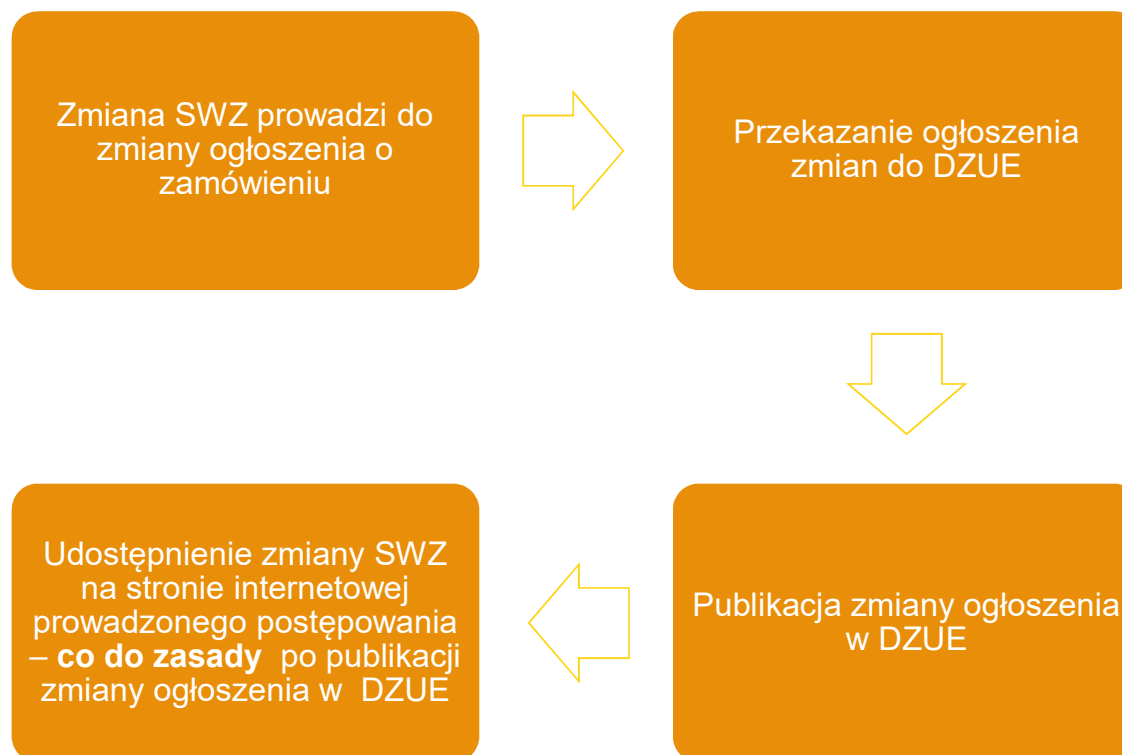 Zmiana SWZ prowadzi do
zmiany ogłoszenia o
zamówieniu
Przekazanie ogłoszenia
zmian do DZUE
Publikacja zmiany ogłoszenia
w DZUE
Udostępnienie zmiany SWZ
na stronie internetowej
prowadzonego postępowania
– co do zasady po publikacji
zmiany ogłoszenia w DZUE